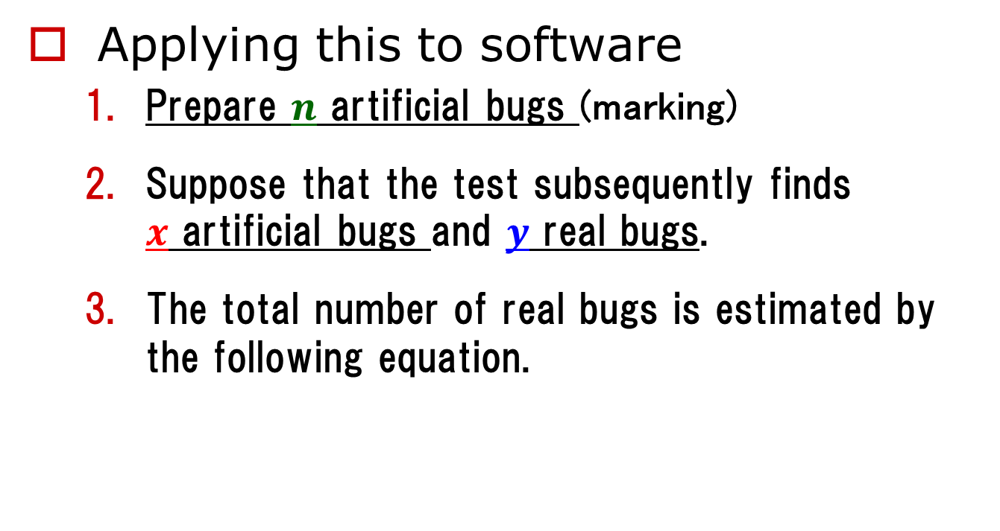 Applying this to software
1. Prepare n artificial bugs (marking)
2. Suppose that the test subsequently finds
x artificial bugs and y real bugs.
3. The total number of real bugs is estimated by
the following equation.